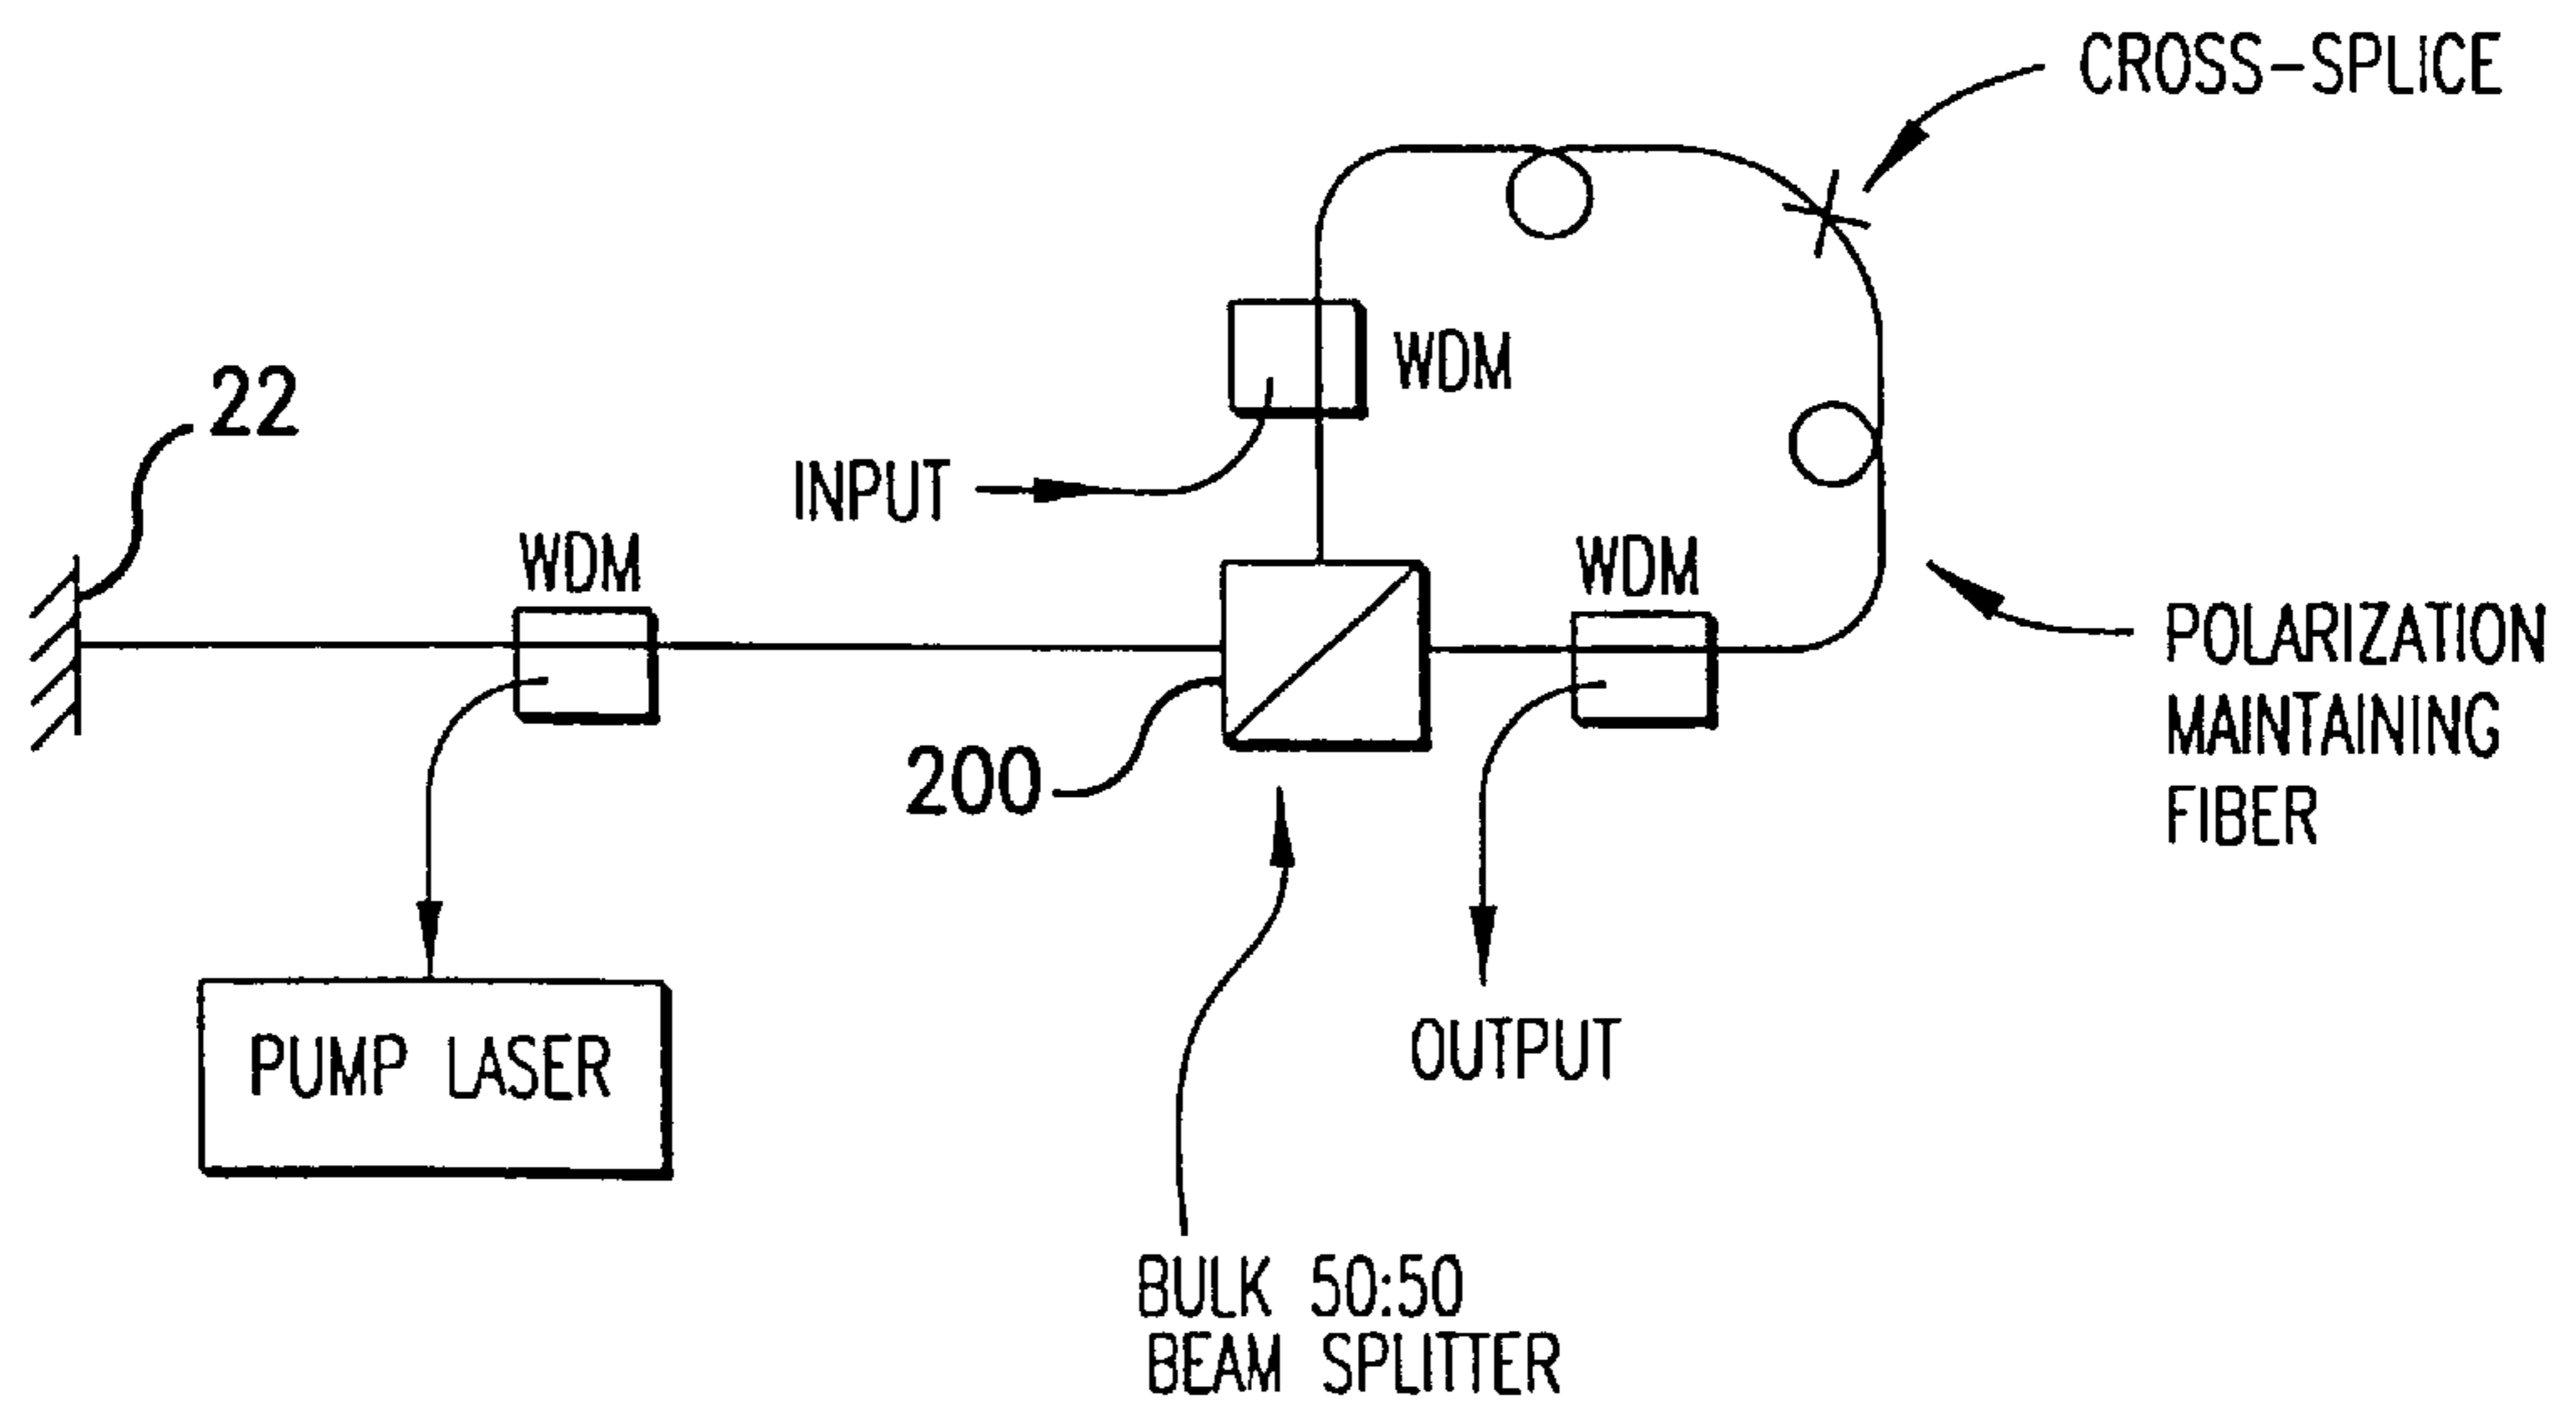 CROSS-SPLICE
22
WDM
INPUT
WDM
WDM
POLARIZATION
MAINTAINING
FIBER
200
PUMP LASER
OUTPUT
BULK 50:50
BEAM SPLITTER